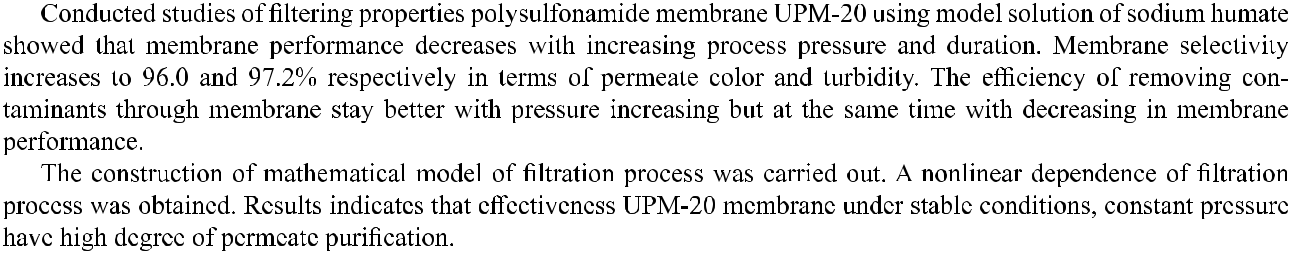 Conducted studies of filtering properties polysulfonamide membrane UPM-20 using model solution of sodium humate
showed that membrane performance decreases with increasing process pressure and duration. Membrane selectivity
increases to 96.0 and 97.2% respectively in terms of permeate color and turbidity. The efficiency of removing con-
taminants through membrane stay better with pressure increasing but at the same time with decreasing in membrane
performance.
The construction of mathematical model of filtration process was carried out. A nonlinear dependence of filtration
process was obtained. Results indicates that effectiveness UPM-20 membrane under stable conditions, constant pressure
have high degree of permeate purification.